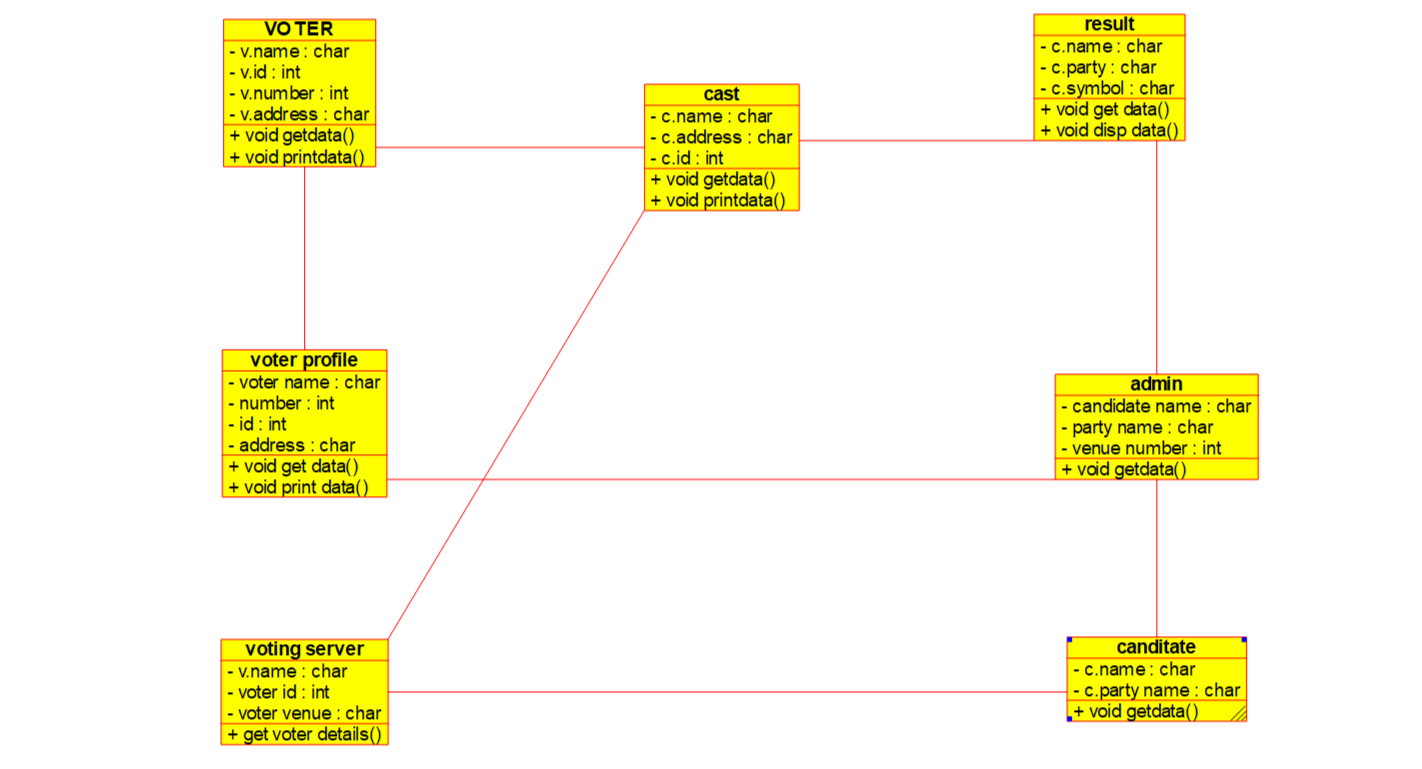 VOTER
- v.name : char
- v.id : int
- v.number : int
- v.address : char
+ void getdata()
+ void printdata()
cast
- c.name : char
- c.address : char
- c.id : int
+ void getdata()
+ void printdata()
result
- c.name : char
- c.party : char
- c.symbol : char
+ void get data()
+ void disp data()
voter profile
- voter name : char
- number : int
- id : int
- address : char
+ void get data()
+ void print data()
admin
- candidate name : char
- party name : char
- venue number : int
+ void getdata()
voting server
- v.name : char
- voter id : int
- voter venue : char
+ get voter details()
canditate
- c.name : char
- c.party name : char
+ void getdata()